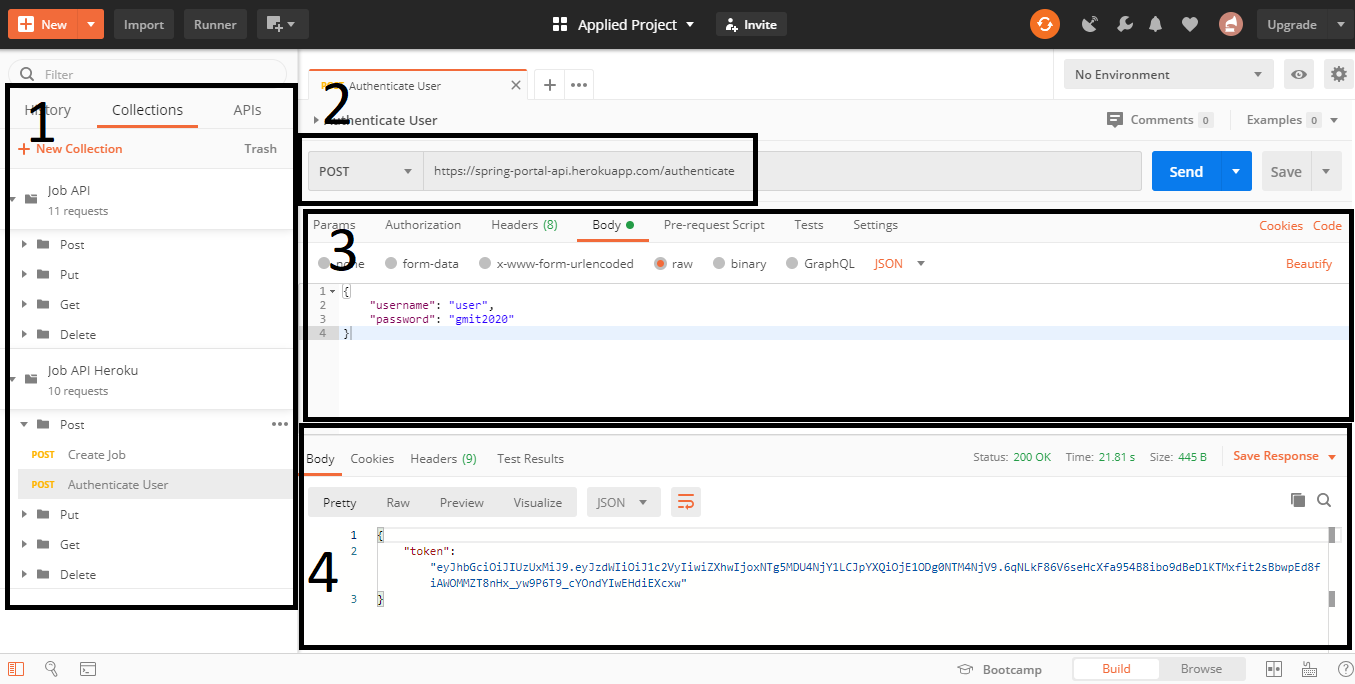 New Import Runner Applied Project Invite Upgrade
Filter
History Collections APIs
1
New Collection Trash
Job API
11 requests
Post
Put
Get
Delete
Job API Heroku
10 requests
Post
POST Create Job
POST Authenticate User
Put
Get
Delete
Authenticate User
No Environment
2
Authenticate User
Comments 0 Examples 0
POST https://spring-portal-api.herokuapp.com/authenticate Send Save
Params Authorization Headers (8) Body Pre-request Script Tests Settings Cookies Code
3
none form-data x-www-form-urlencoded raw binary GraphQL JSON Beautify
1 {
2 "username": "user",
3 "password": "gmit2020"
4 }
Body Cookies Headers (9) Test Results Status: 200 OK Time: 21.81 s Size: 445 B Save Response
Pretty Raw Preview Visualize JSON
4
1 {
2 "token":
"eyJhbGciOiJIUzUxMiJ9.eyJzdWIiOiJ1c2VyIiwiZXhwIjoxNTg5MDU4NjY1LCJpYXQiOjE1ODg0NTM4NjV9.6qNLkF86V6seHcXfa954B8ibo9dBeDlKTMxfit2sBbwpEd8f
iAWOMMZT8nHx_yw9P6T9_cYOndYIwEHdiEXcxw"
3 }
Bootcamp Build Browse